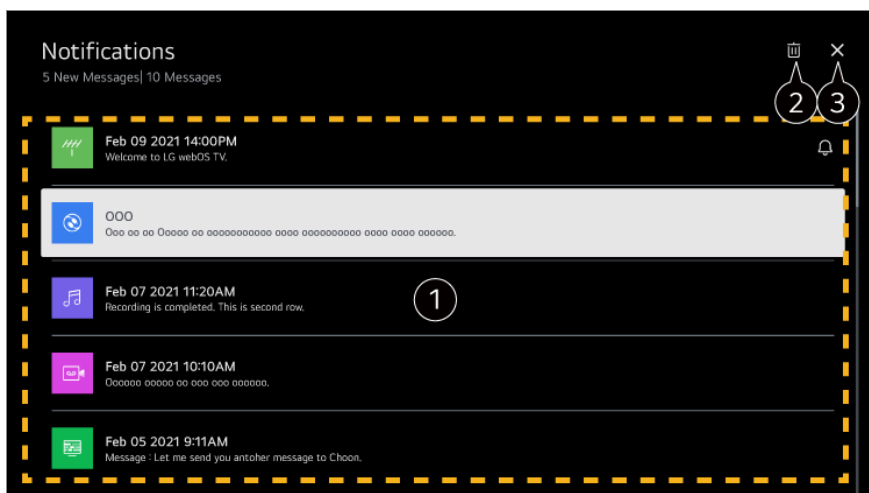 Notifications
5 New Messages| 10 Messages
2 3
Feb 09 2021 14:00PM
Welcome to LG webOS TV.
OOO
Ooo oo oo Ooooo oo ooooooooooo oooo oooooooooo oooo oooo oooooo.
Feb 07 2021 11:20AM
Recording is completed. This is second row.
1
Feb 07 2021 10:10AM
Oooooo ooooo oo ooo ooo oooooo.
Feb 05 2021 9:11AM
Message : Let me send you antoher message to Choon.